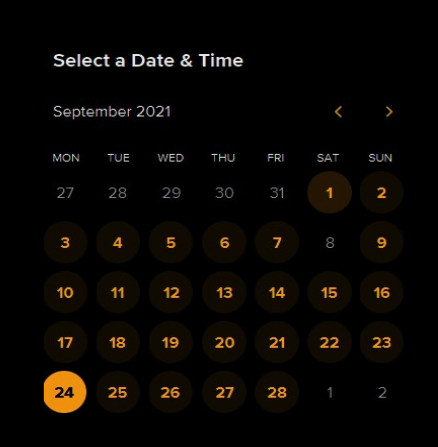 Select a Date & Time
September 2021 < >
MON TUE WED THU FRI SAT SUN
27 28 29 30 31 1 2
3 4 5 6 7 8 9
10 11 12 13 14 15 16
17 18 19 20 21 22 23
24 25 26 27 28 1 2